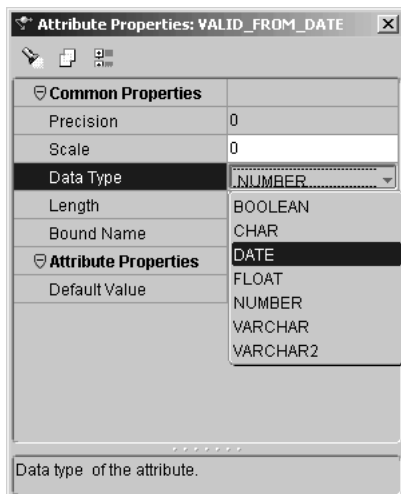 Attribute Properties: VALID_FROM_DATE
Common Properties
Precision 0
Scale 0
Data Type NUMBER
Length
BOOLEAN
Bound Name
CHAR
Attribute Properties
DATE
Default Value
FLOAT
NUMBER
VARCHAR
VARCHAR2
Data type of the attribute.